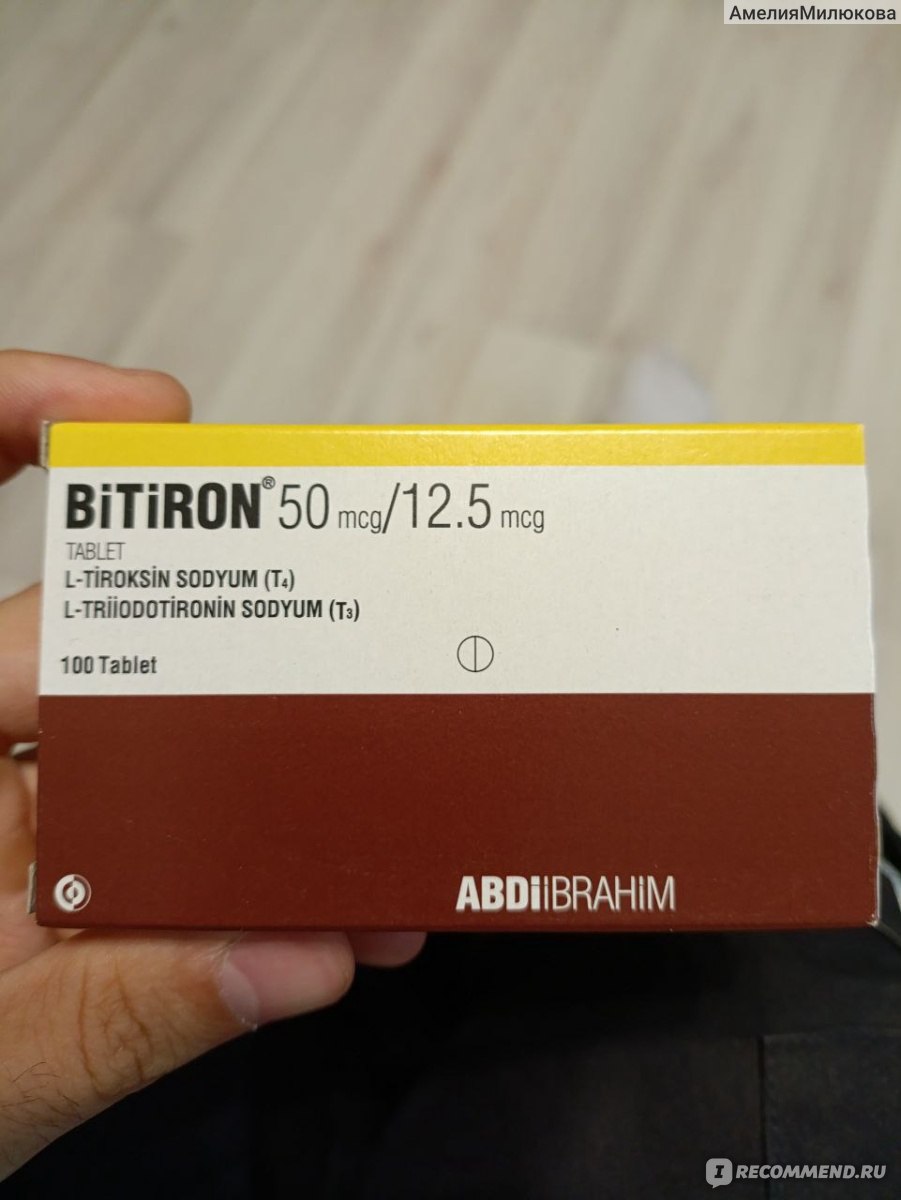 АмелияМилюкова
BiTiRON® 50 mcg/12.5 mcg
TABLET
L-TİROKSİN SODYUM (T₄)
L-TRİİODOTİRONİN SODYUM (T₃)
100 Tablet
ABDİİBRAHİM
IRECOMMEND.RU